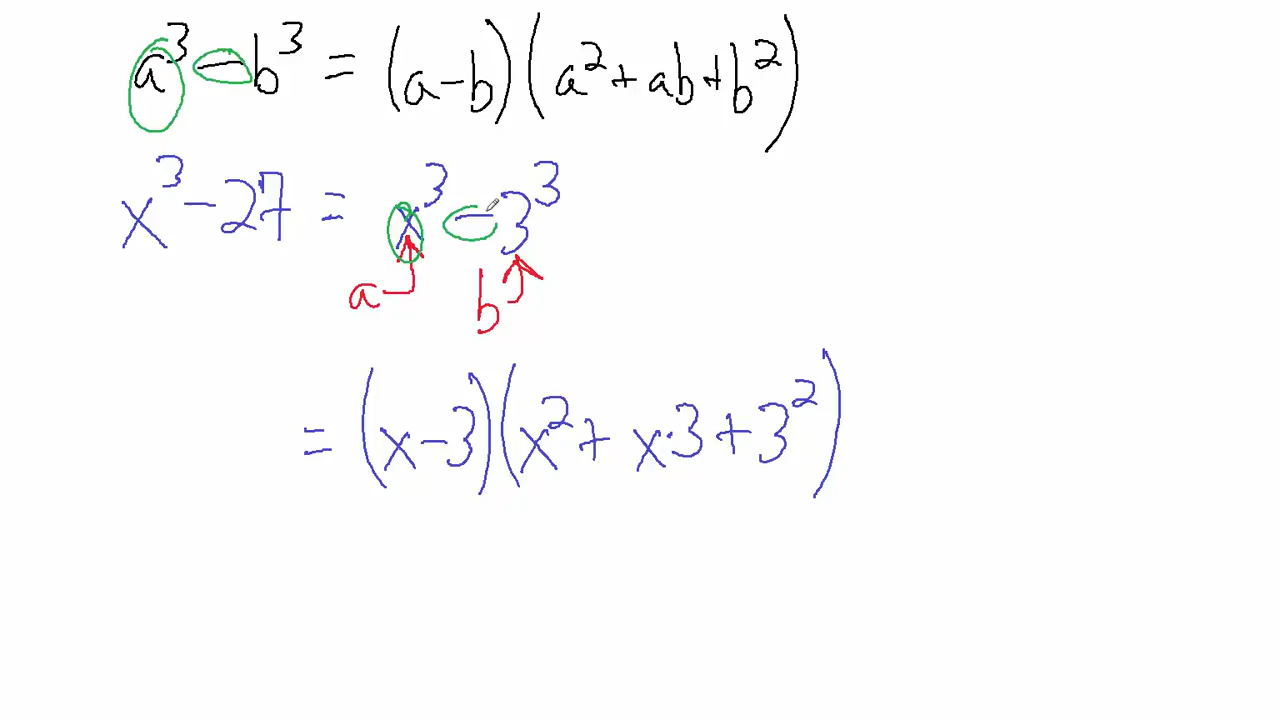 a³ − b³ = (a − b)(a² + ab + b²)
x³ − 27 = x³ − 3³
a b
= (x − 3)(x² + x·3 + 3²)